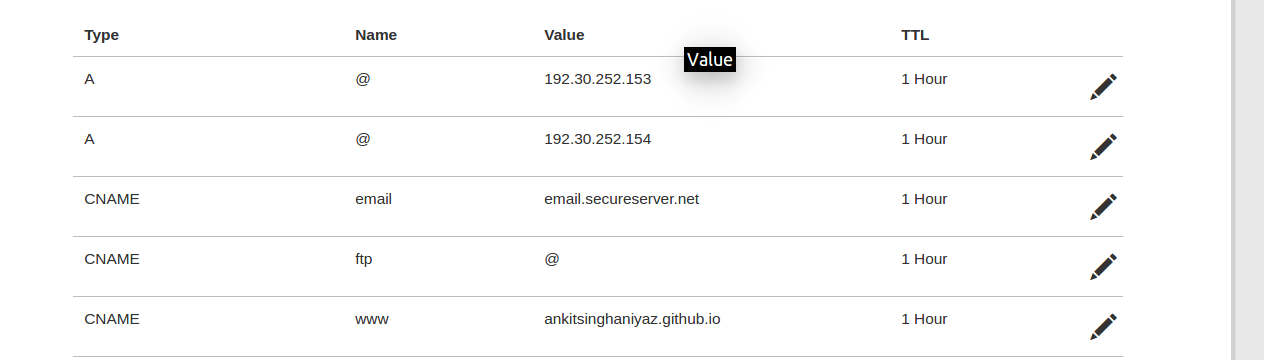 Type Name Value TTL
Value
A @ 192.30.252.153 1 Hour
A @ 192.30.252.154 1 Hour
CNAME email email.secureserver.net 1 Hour
CNAME ftp @ 1 Hour
CNAME www ankitsinghaniyaz.github.io 1 Hour